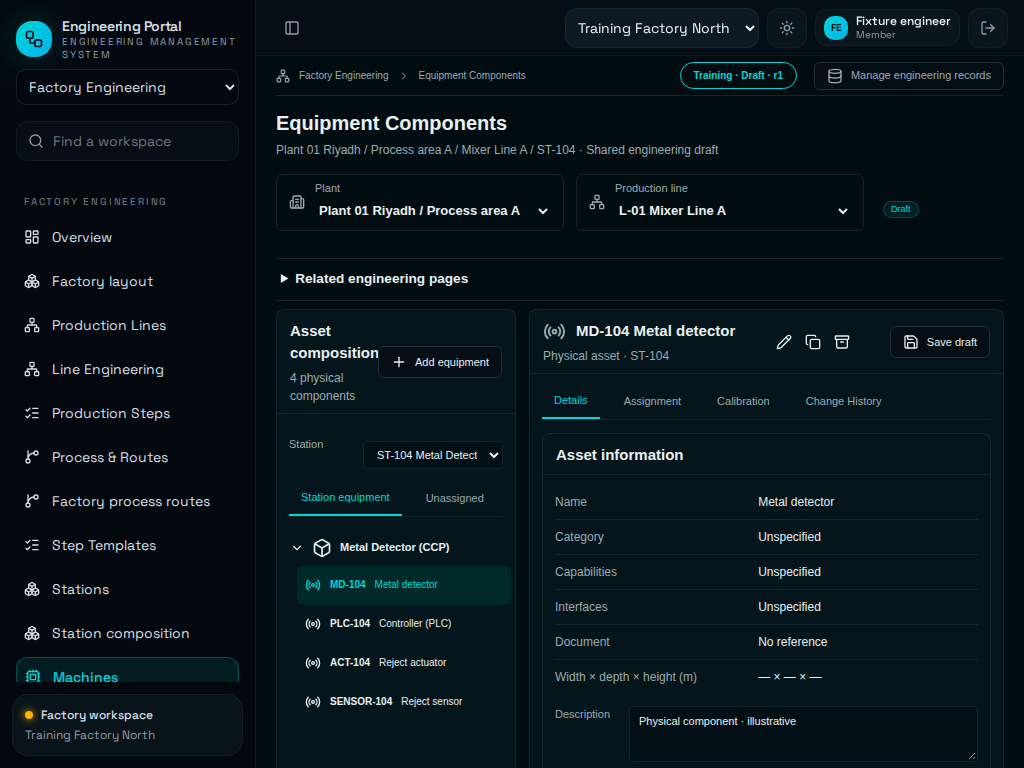 Engineering Portal
ENGINEERING MANAGEMENT
SYSTEM
Factory Engineering
Find a workspace
FACTORY ENGINEERING
Overview
Factory layout
Production Lines
Line Engineering
Production Steps
Process & Routes
Factory process routes
Step Templates
Stations
Station composition
Machines
Factory workspace
Training Factory North
Training Factory North
FE
Fixture engineer
Member
Factory Engineering
Equipment Components
Training · Draft · r1
Manage engineering records
Equipment Components
Plant 01 Riyadh / Process area A / Mixer Line A / ST-104 · Shared engineering draft
Plant
Plant 01 Riyadh / Process area A
Production line
L-01 Mixer Line A
Draft
Related engineering pages
Asset
composition
4 physical
components
Add equipment
Station
ST-104 Metal Detect
Station equipment
Unassigned
Metal Detector (CCP)
MD-104 Metal detector
PLC-104 Controller (PLC)
ACT-104 Reject actuator
SENSOR-104 Reject sensor
MD-104 Metal detector
Physical asset · ST-104
Save draft
Details
Assignment
Calibration
Change History
Asset information
Name Metal detector
Category Unspecified
Capabilities Unspecified
Interfaces Unspecified
Document No reference
Width × depth × height (m) — × — × —
Description
Physical component · illustrative